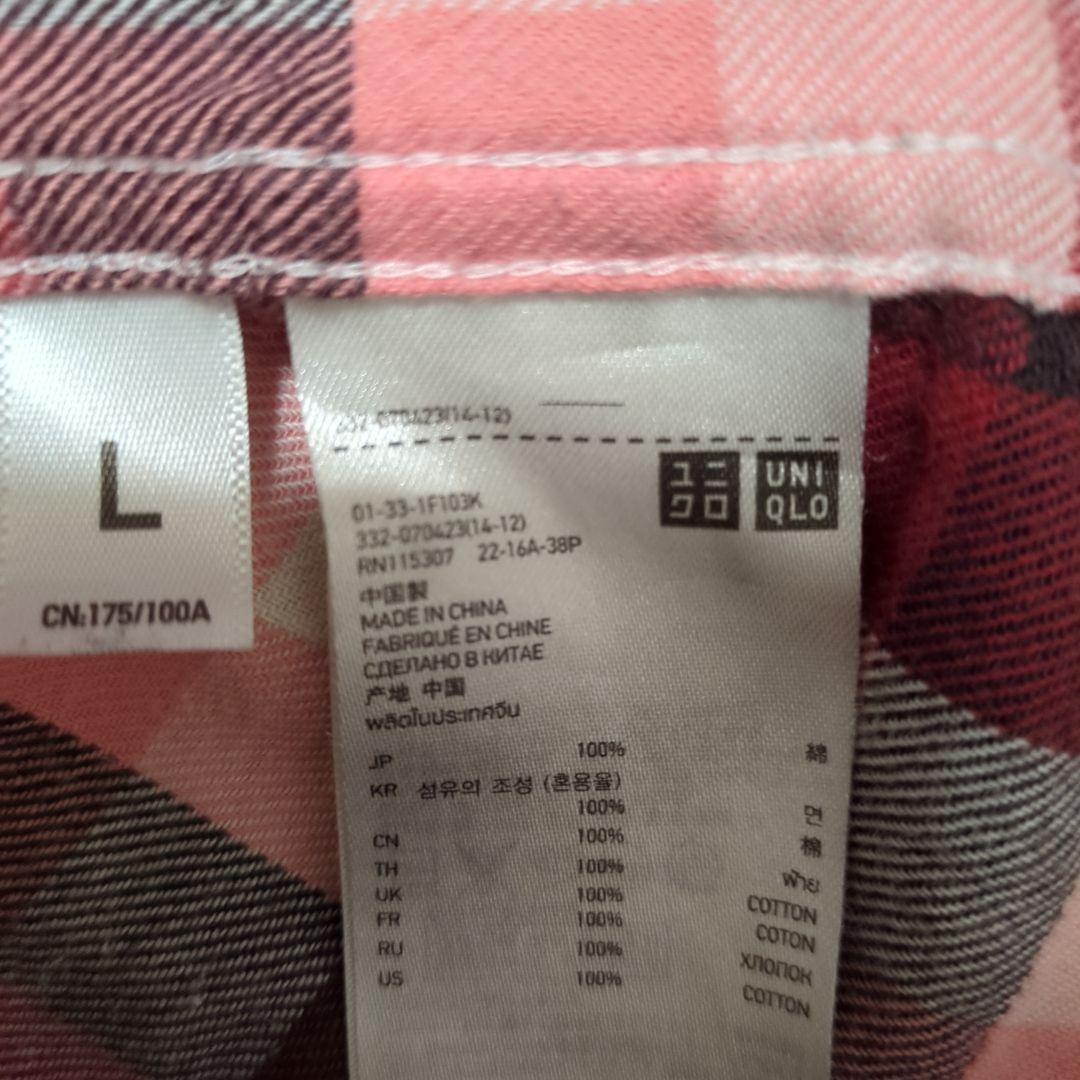 L
CN:175/100A
332-070423(14-12)
ユニ
クロ
UNI
QLO
01-33-1F103K
332-070423(14-12)
RN115307 22-16A-38P
中国製
MADE IN CHINA
FABRIQUÉ EN CHINE
СДЕЛАНО В КИТАЕ
产地 中国
ผลิตในประเทศจีน
JP 100% 綿
KR 섬유의 조성 (혼용율)
100% 면
CN 100% 棉
TH 100% ฝ้าย
UK 100% COTTON
FR 100% COTON
RU 100% ХЛОПОК
US 100% COTTON